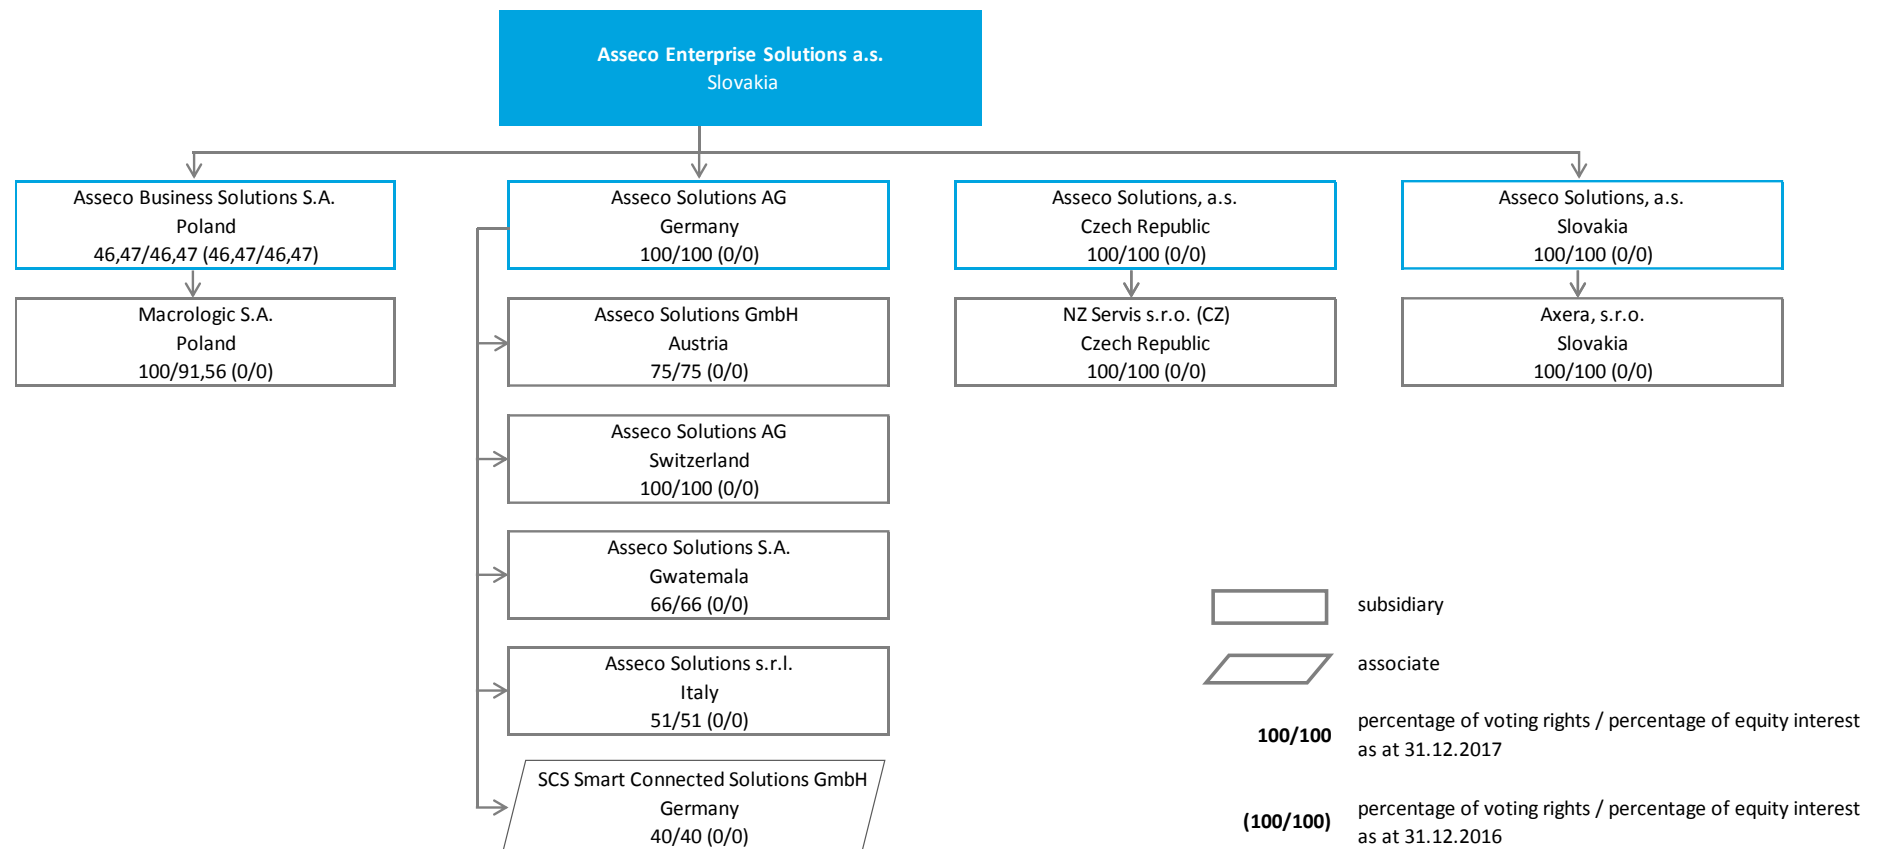 Asseco Enterprise Solutions a.s.
Slovakia
Asseco Business Solutions S.A.
Poland
46,47/46,47 (46,47/46,47)
Macrologic S.A.
Poland
100/91,56 (0/0)
Asseco Solutions AG
Germany
100/100 (0/0)
Asseco Solutions GmbH
Austria
75/75 (0/0)
Asseco Solutions AG
Switzerland
100/100 (0/0)
Asseco Solutions S.A.
Gwatemala
66/66 (0/0)
Asseco Solutions s.r.l.
Italy
51/51 (0/0)
SCS Smart Connected Solutions GmbH
Germany
40/40 (0/0)
Asseco Solutions, a.s.
Czech Republic
100/100 (0/0)
NZ Servis s.r.o. (CZ)
Czech Republic
100/100 (0/0)
Asseco Solutions, a.s.
Slovakia
100/100 (0/0)
Axera, s.r.o.
Slovakia
100/100 (0/0)
subsidiary
associate
100/100
percentage of voting rights / percentage of equity interest
as at 31.12.2017
(100/100)
percentage of voting rights / percentage of equity interest
as at 31.12.2016